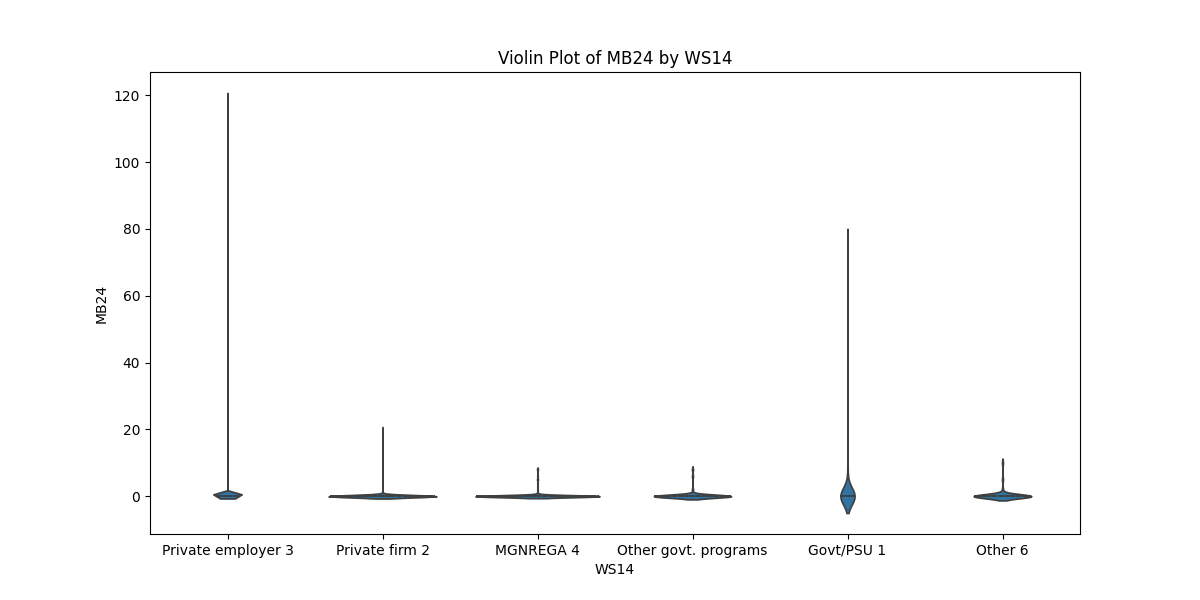 Violin Plot of MB24 by WS14
120
100
80
60
40
20
0
MB24
Private employer 3 Private firm 2 MGNREGA 4 Other govt. programs Govt/PSU 1 Other 6
WS14